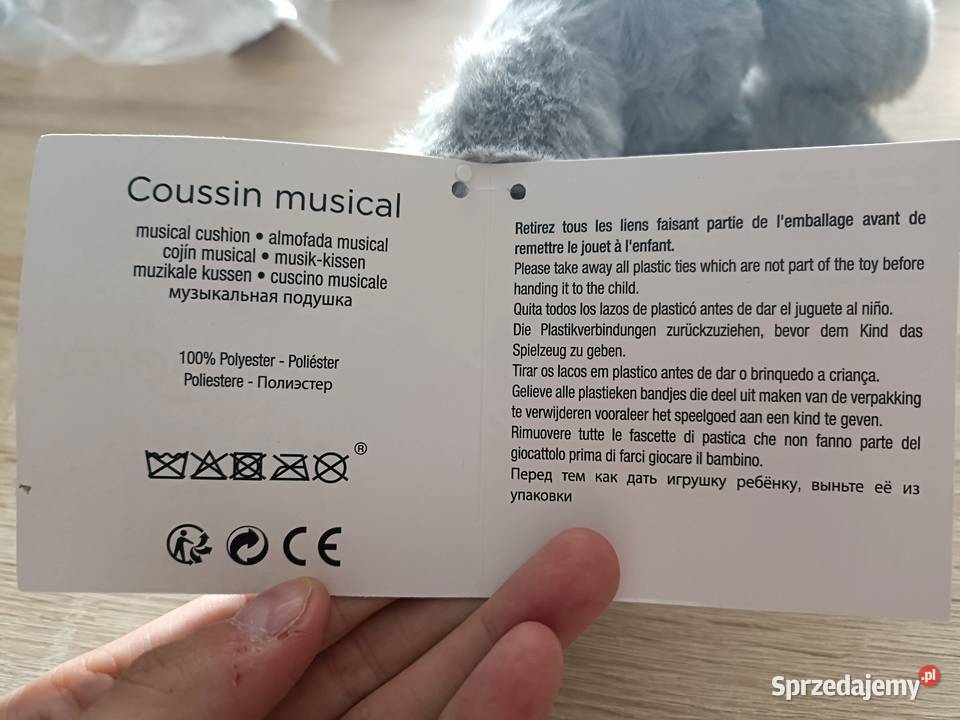 Coussin musical
musical cushion • almofada musical
cojín musical • musik-kissen
muzikale kussen • cuscino musicale
музыкальная подушка
100% Polyester - Poliéster
Poliestere - Полиэстер
®
CE
Retirez tous les liens faisant partie de l'emballage avant de
remettre le jouet à l'enfant.
Please take away all plastic ties which are not part of the toy before
handing it to the child.
Quita todos los lazos de plasticó antes de dar el juguete al niño.
Die Plastikverbindungen zurückzuziehen, bevor dem Kind das
Spielzeug zu geben.
Tirar os lacos em plastico antes de dar o brinquedo a criança.
Gelieve alle plastieken bandjes die deel uit maken van de verpakking
te verwijderen vooraleer het speelgoed aan een kind te geven.
Rimuovere tutte le fascette di pastica che non fanno parte del
giocattolo prima di farci giocare il bambino.
Перед тем как дать игрушку ребёнку, выньте её из
упаковки
Sprzedajemy.pl